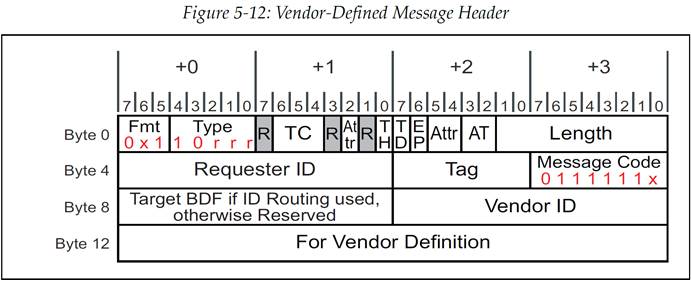 Figure 5-12: Vendor-Defined Message Header
+0 +1 +2 +3
7 6 5 4 3 2 1 0 7 6 5 4 3 2 1 0 7 6 5 4 3 2 1 0 7 6 5 4 3 2 1 0
Byte 0 Fmt Type R TC R At R T T E Attr AT Length
0 x 1 1 0 r r r tr H D P
Byte 4 Requester ID Tag Message Code
0 1 1 1 1 1 1 x
Byte 8 Target BDF if ID Routing used, Vendor ID
otherwise Reserved
Byte 12 For Vendor Definition